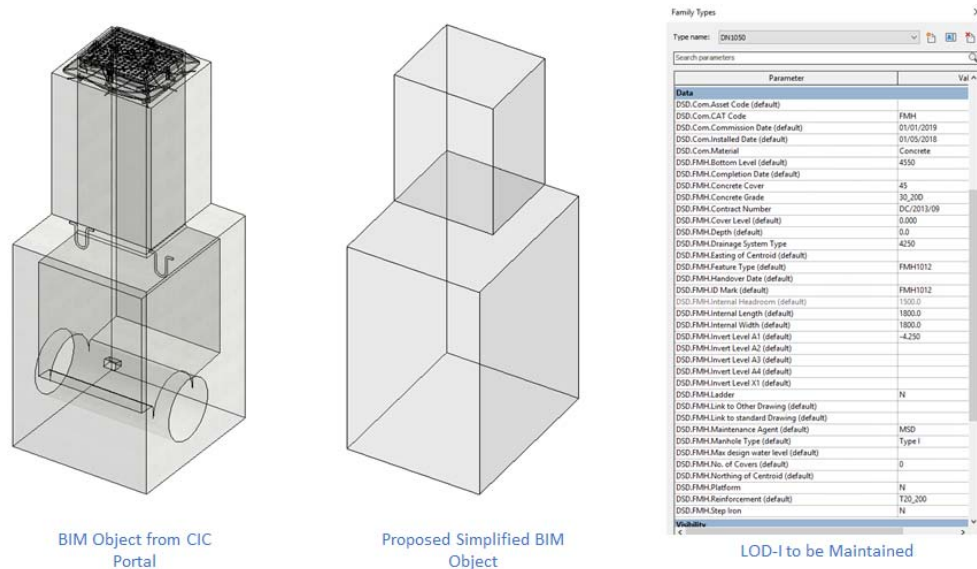 Family Types
Type name: DN1050
Search parameters
Parameter Val
Data
DSD.Com.Asset Code (default)
DSD.Com.CAT Code FMH
DSD.Com.Commission Date (default) 01/01/2019
DSD.Com.Installed Date (default) 01/05/2018
DSD.Com.Material Concrete
DSD.FMH.Bottom Level (default) 4550
DSD.FMH.Completion Date (default)
DSD.FMH.Concrete Cover 45
DSD.FMH.Concrete Grade 30_20D
DSD.FMH.Contract Number DC/2013/09
DSD.FMH.Cover Level (default) 0.000
DSD.FMH.Depth (default) 0.0
DSD.FMH.Drainage System Type 4250
DSD.FMH.Easting of Centroid (default)
DSD.FMH.Feature Type (default) FMH1012
DSD.FMH.Handover Date (default)
DSD.FMH.ID Mark (default) FMH1012
DSD.FMH.Internal Headroom (default) 1500.0
DSD.FMH.Internal Length (default) 1800.0
DSD.FMH.Internal Width (default) 1800.0
DSD.FMH.Invert Level A1 (default) -4.250
DSD.FMH.Invert Level A2 (default)
DSD.FMH.Invert Level A3 (default)
DSD.FMH.Invert Level A4 (default)
DSD.FMH.Invert Level X1 (default)
DSD.FMH.Ladder N
DSD.FMH.Link to Other Drawing (default)
DSD.FMH.Link to standard Drawing (default)
DSD.FMH.Maintenance Agent (default) MSD
DSD.FMH.Manhole Type (default) Type I
DSD.FMH.Max design water level (default)
DSD.FMH.No. of Covers (default) 0
DSD.FMH.Northing of Centroid (default)
DSD.FMH.Platform N
DSD.FMH.Reinforcement (default) T20_200
DSD.FMH.Step Iron N
Visibility
BIM Object from CIC
Portal
Proposed Simplified BIM
Object
LOD-I to be Maintained